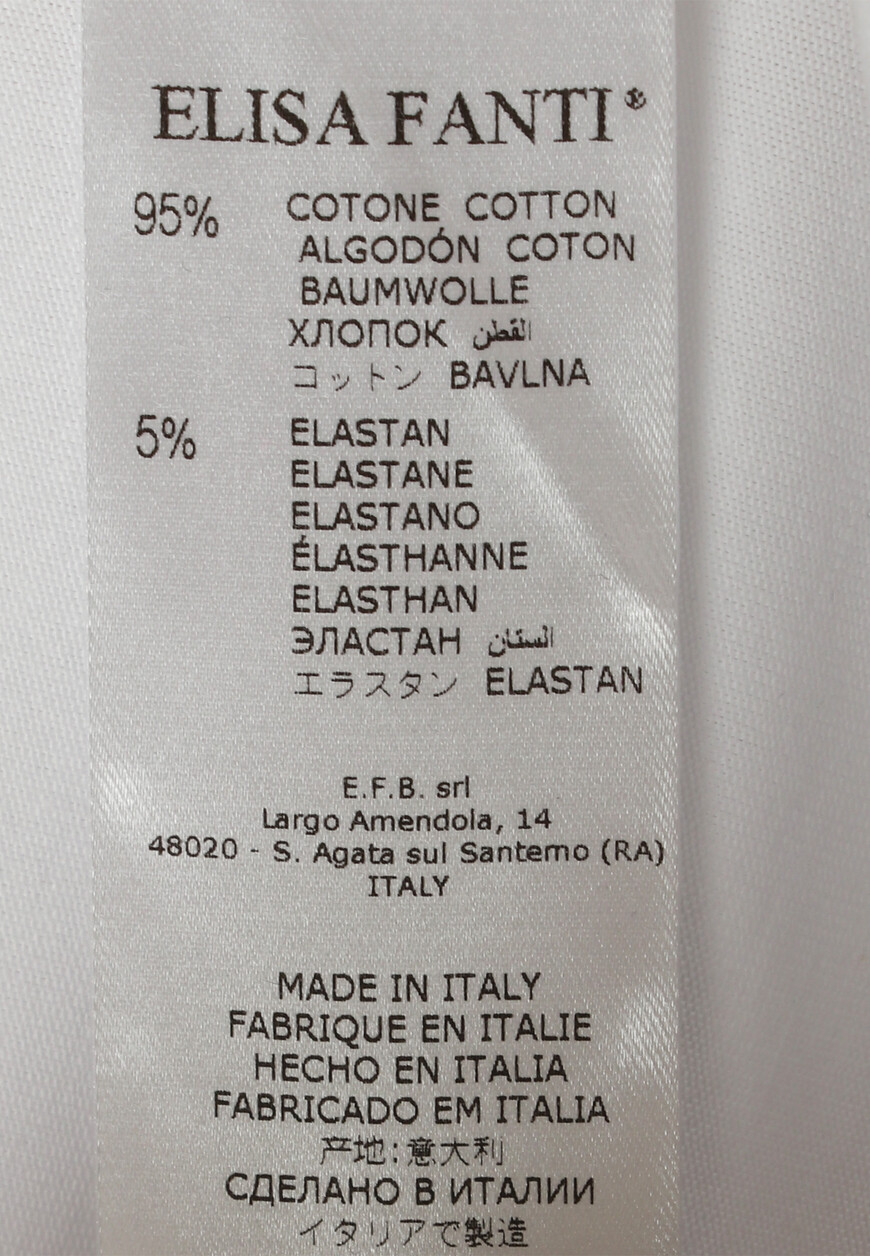 ELISA FANTI®
95% COTONE COTTON
ALGODÓN COTON
BAUMWOLLE
ХЛОПОК القطن
コットン BAVLNA
5% ELASTAN
ELASTANE
ELASTANO
ÉLASTHANNE
ELASTHAN
ЭЛАСТАН الستان
エラスタン ELASTAN
E.F.B. srl
Largo Amendola, 14
48020 - S. Agata sul Santerno (RA)
ITALY
MADE IN ITALY
FABRIQUE EN ITALIE
HECHO EN ITALIA
FABRICADO EM ITALIA
产地:意大利
СДЕЛАНО В ИТАЛИИ
イタリアで製造